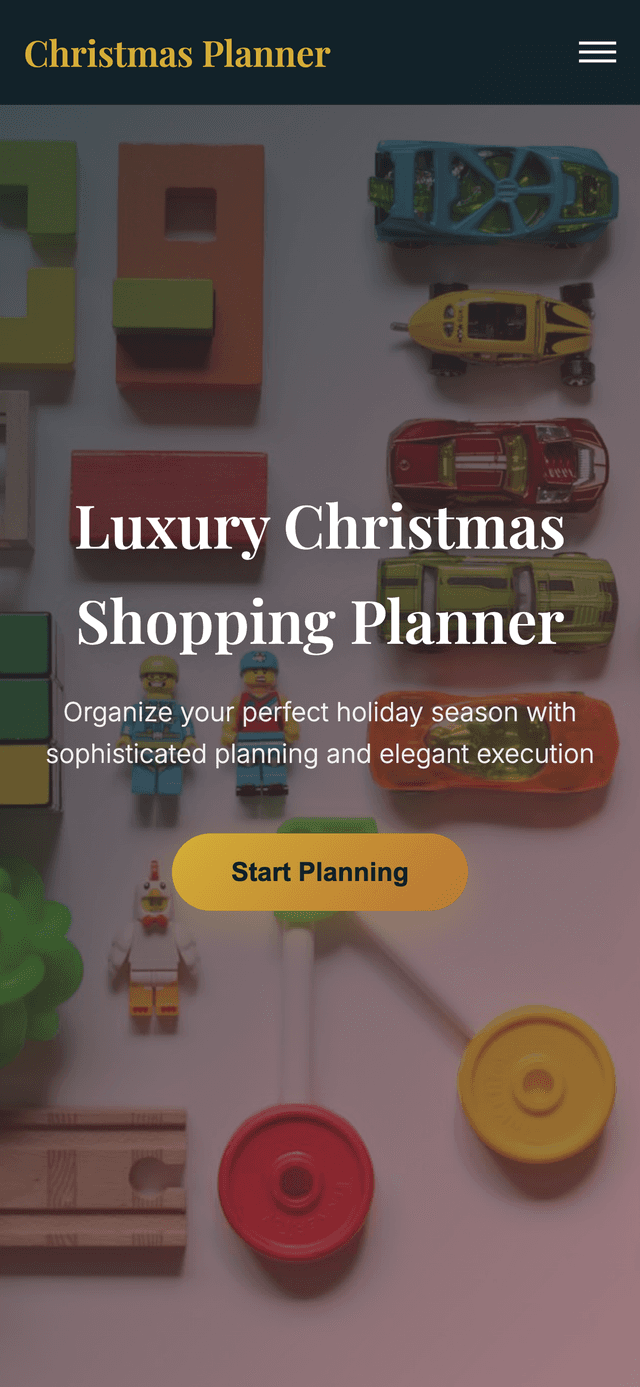 Christmas Planner
Luxury Christmas
Shopping Planner
Organize your perfect holiday season with
sophisticated planning and elegant execution
Start Planning